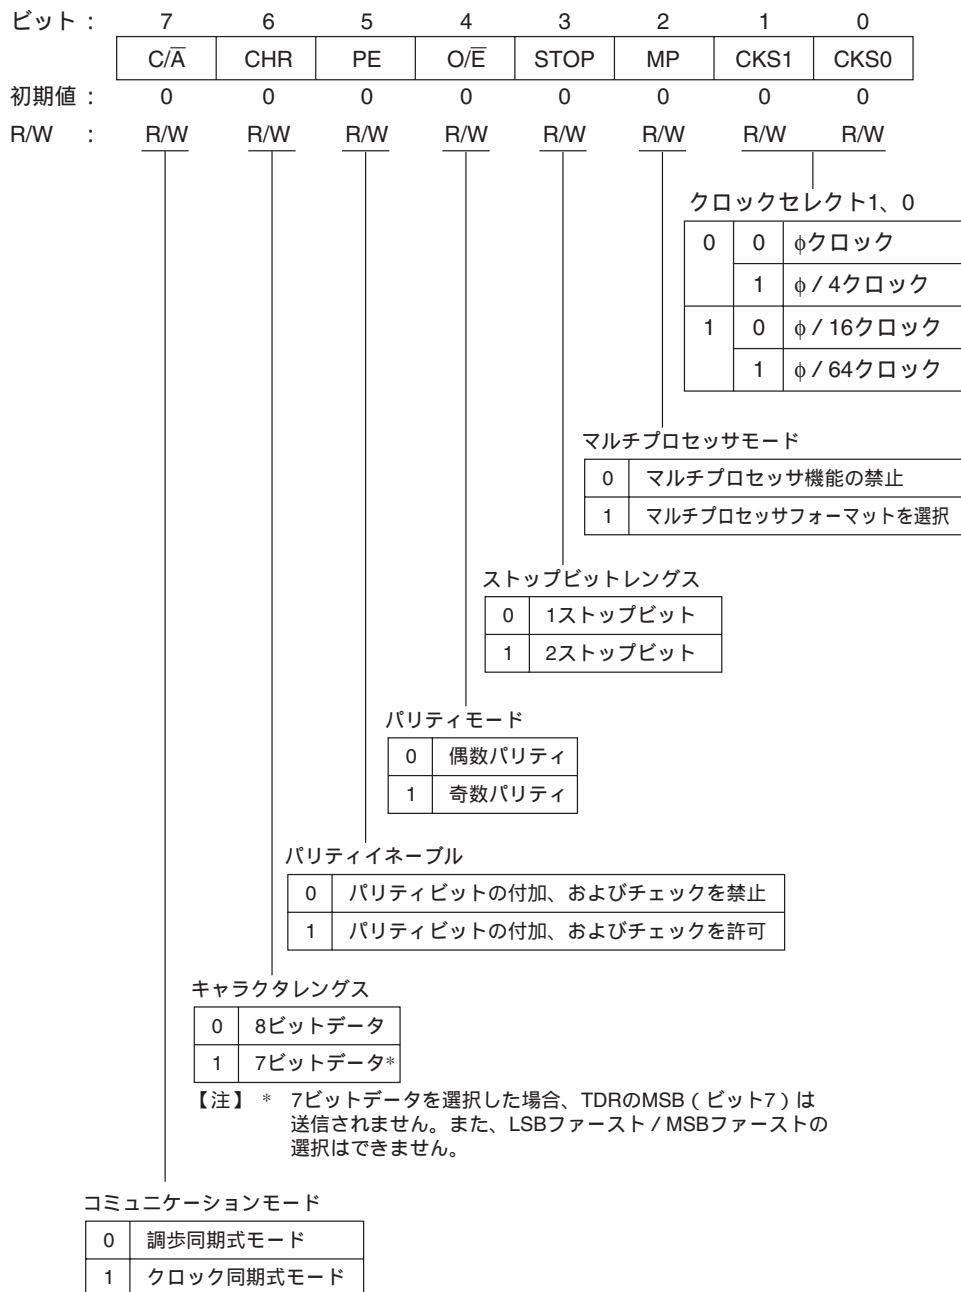 ビット : 7 6 5 4 3 2 1 0
C/A̅ CHR PE O/E̅ STOP MP CKS1 CKS0
初期値 : 0 0 0 0 0 0 0 0
R/W : R/W R/W R/W R/W R/W R/W R/W R/W
クロックセレクト1、0
0 0 φクロック
1 φ/4クロック
1 0 φ/16クロック
1 φ/64クロック
マルチプロセッサモード
0 マルチプロセッサ機能の禁止
1 マルチプロセッサフォーマットを選択
ストップビットレングス
0 1ストップビット
1 2ストップビット
パリティモード
0 偶数パリティ
1 奇数パリティ
パリティイネーブル
0 パリティビットの付加、およびチェックを禁止
1 パリティビットの付加、およびチェックを許可
キャラクタレングス
0 8ビットデータ
1 7ビットデータ*
【注】 * 7ビットデータを選択した場合、TDRのMSB(ビット7)は
送信されません。また、LSBファースト/MSBファーストの
選択はできません。
コミュニケーションモード
0 調歩同期式モード
1 クロック同期式モード